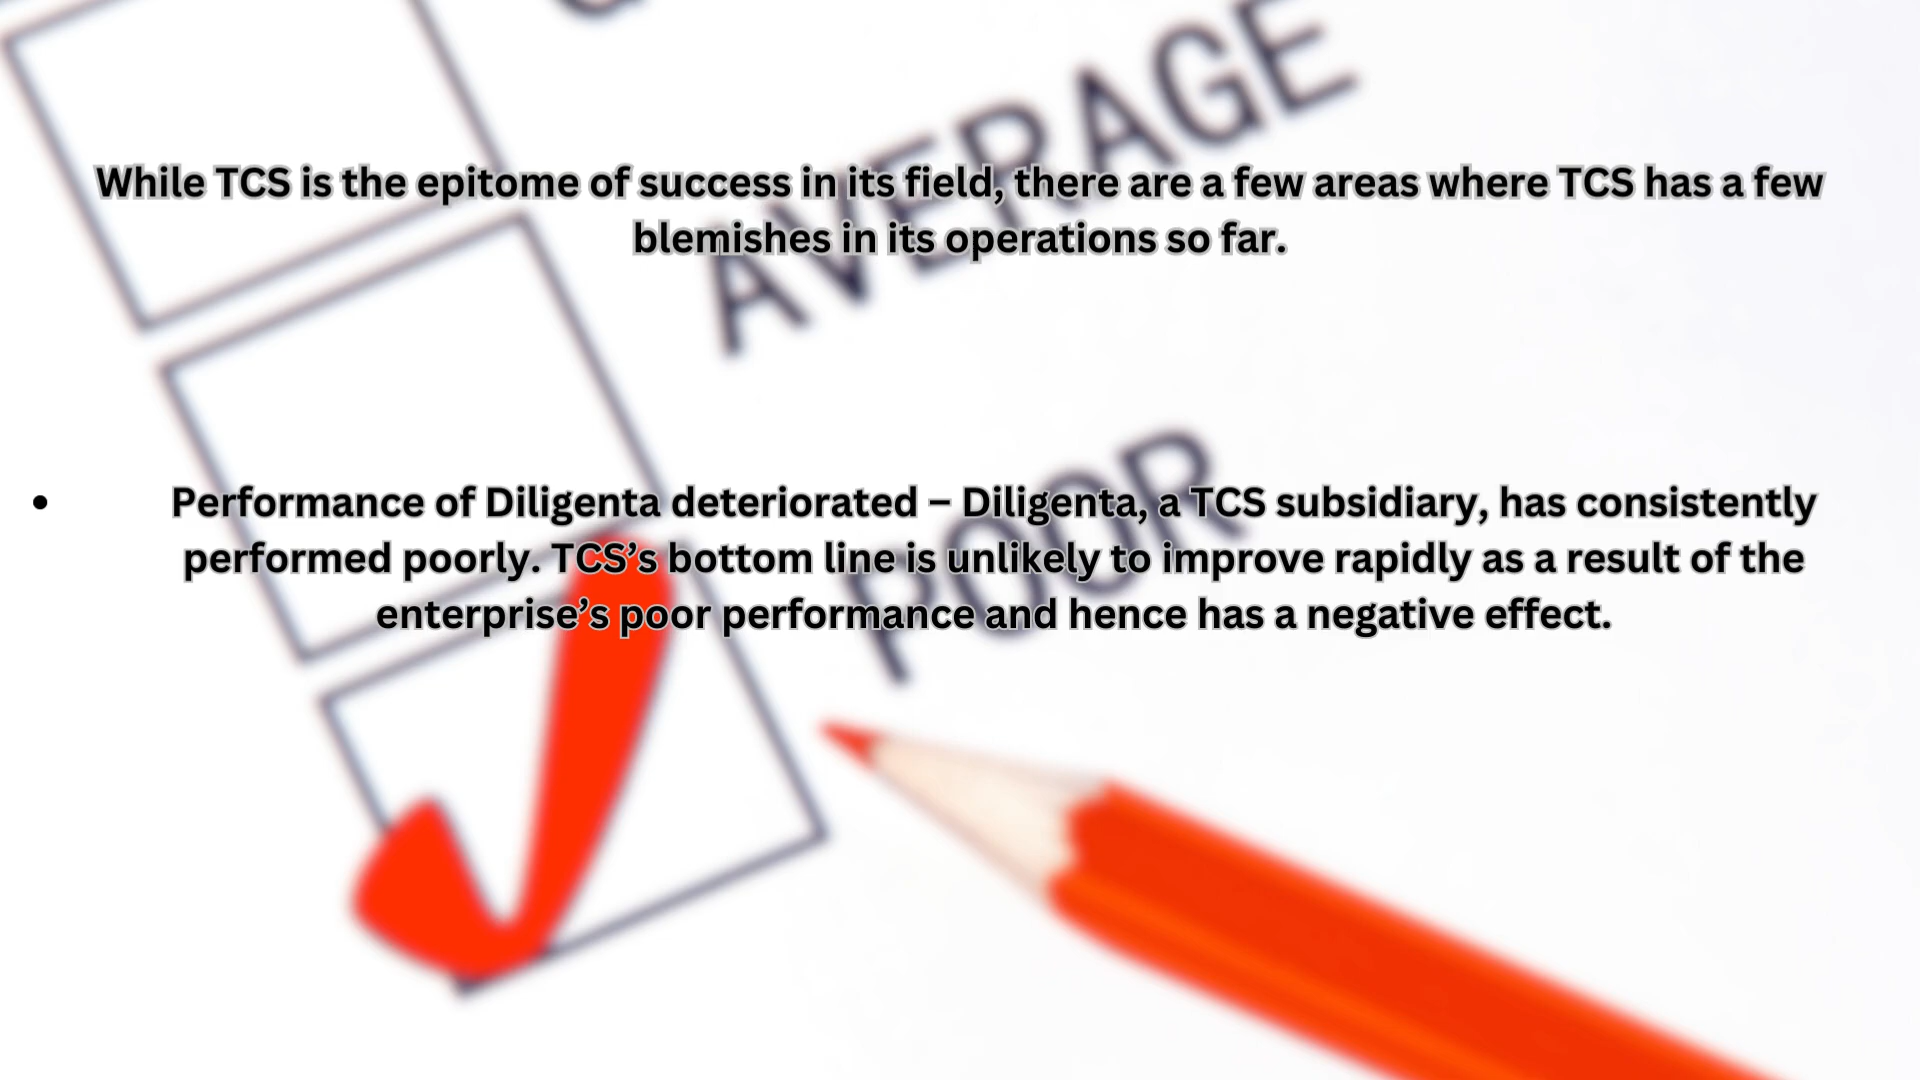 AVERAGE
While TCS is the epitome of success in its field, there are a few areas where TCS has a few
blemishes in its operations so far.
POOR
• Performance of Diligenta deteriorated – Diligenta, a TCS subsidiary, has consistently
performed poorly. TCS’s bottom line is unlikely to improve rapidly as a result of the
enterprise’s poor performance and hence has a negative effect.